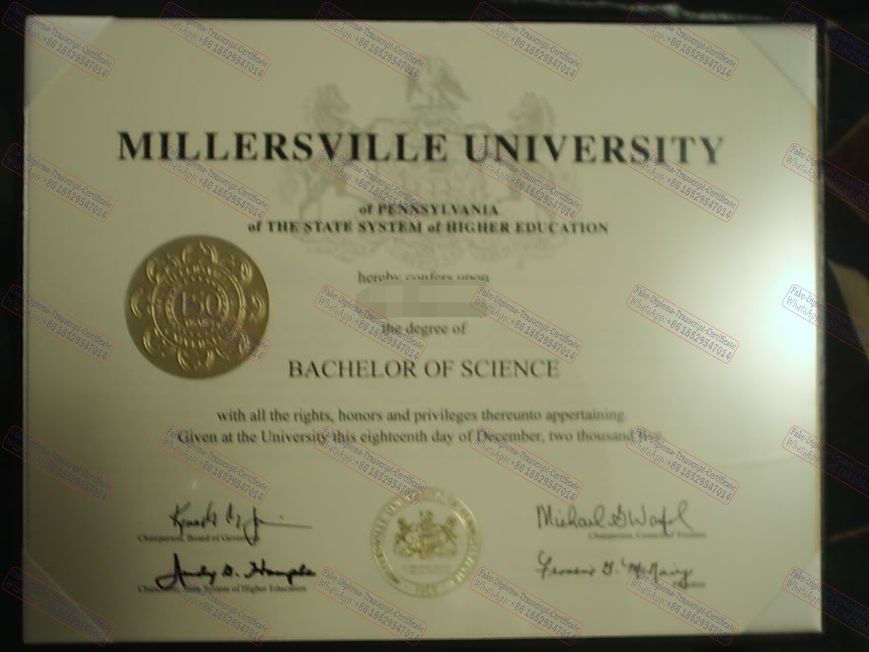 MILLERSVILLE UNIVERSITY
of PENNSYLVANIA
of THE STATE SYSTEM of HIGHER EDUCATION
hereby confers upon
the degree of
BACHELOR OF SCIENCE
with all the rights, honors and privileges thereunto appertaining.
Given at the University this eighteenth day of December, two thousand
Chairperson, Board of Governors
Chairperson, Council of Trustees
System of Higher Education
Fake-Diploma-Transcript-Certificate
WhatsApp:+86 18529547014